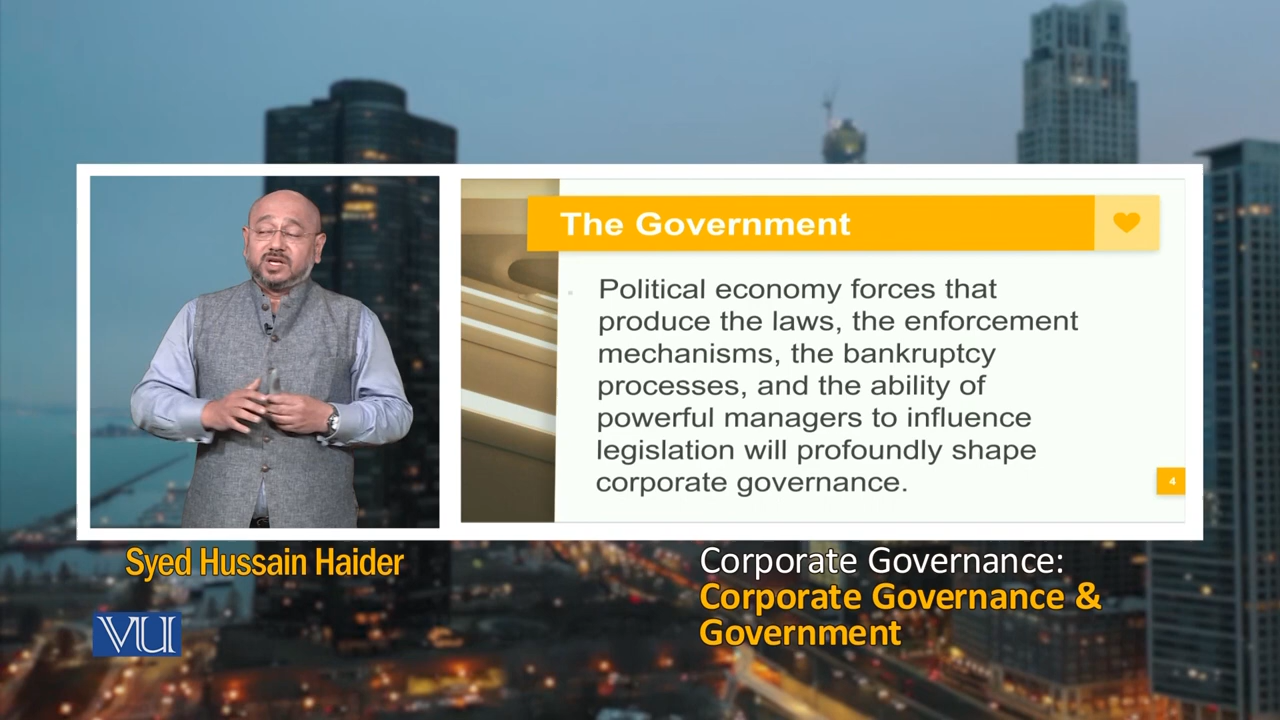 The Government
Political economy forces that
produce the laws, the enforcement
mechanisms, the bankruptcy
processes, and the ability of
powerful managers to influence
legislation will profoundly shape
corporate governance.
4
Syed Hussain Haider
VU
Corporate Governance:
Corporate Governance &
Government